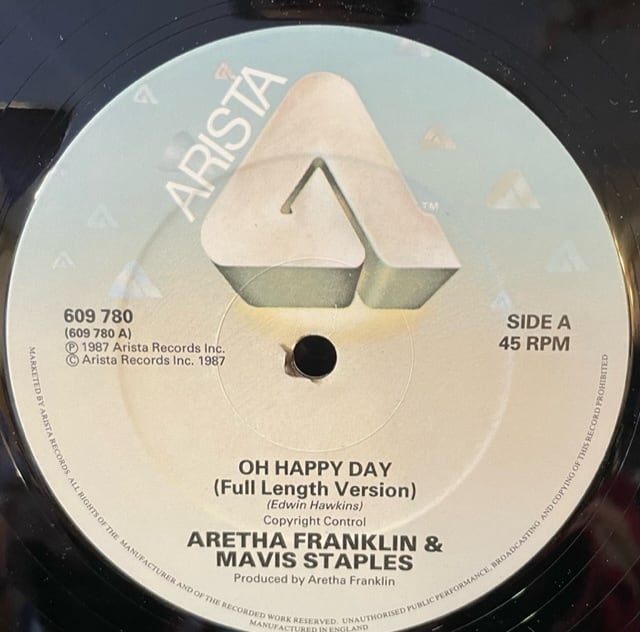 ARISTA
TM
609 780
(609 780 A)
Ⓟ 1987 Arista Records Inc.
© Arista Records Inc. 1987
SIDE A
45 RPM
OH HAPPY DAY
(Full Length Version)
(Edwin Hawkins)
Copyright Control
ARETHA FRANKLIN &
MAVIS STAPLES
Produced by Aretha Franklin
MARKETED BY ARISTA RECORDS. ALL RIGHTS OF THE MANUFACTURER AND OF THE RECORDED WORK RESERVED. UNAUTHORISED PUBLIC PERFORMANCE, BROADCASTING AND COPYING OF THIS RECORD PROHIBITED
MANUFACTURED IN ENGLAND